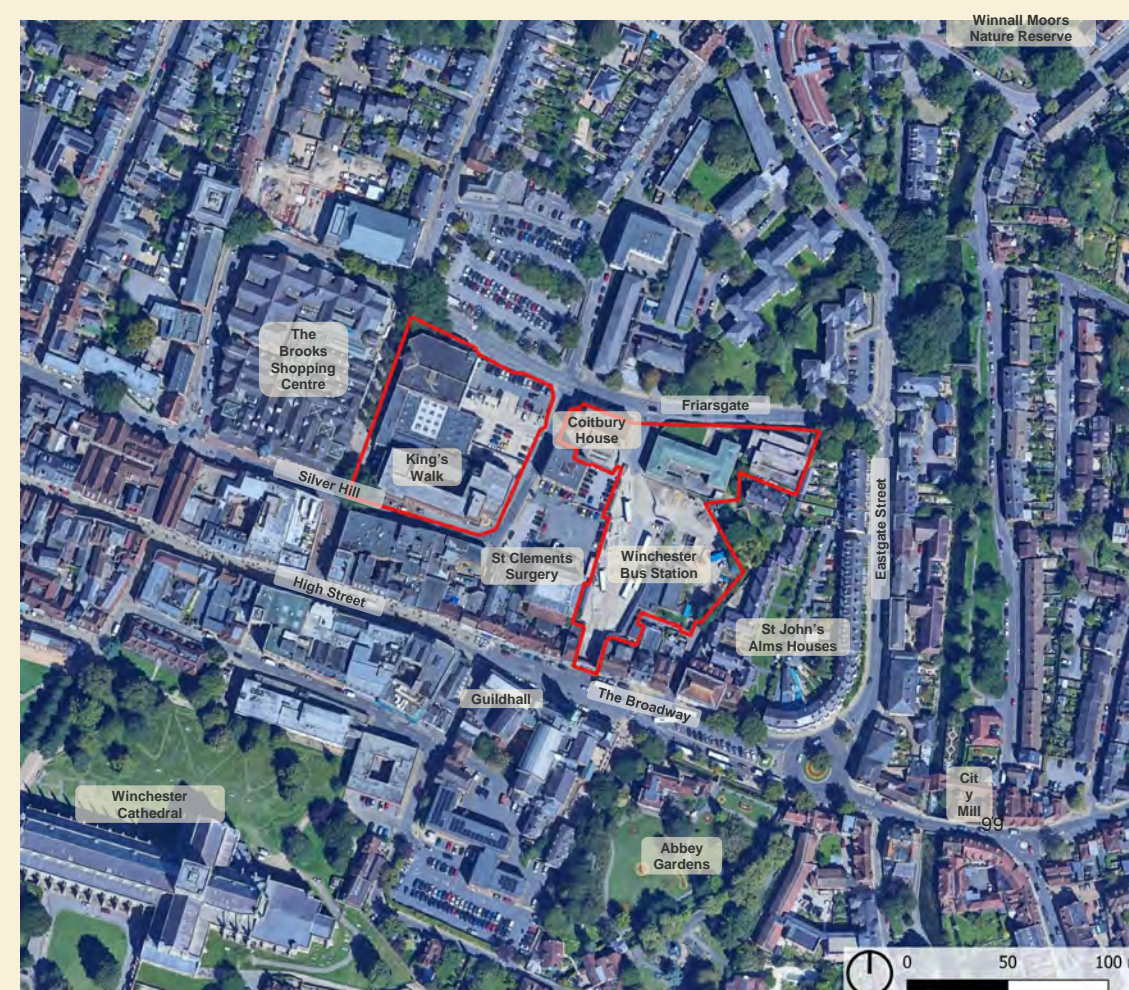 Winnall Moors
Nature Reserve
The
Brooks
Shopping
Centre
Friarsgate
Coitbury
House
King's
Walk
Silver Hill
Eastgate Street
St Clements
Surgery
Winchester
Bus Station
High Street
St John's
Alms Houses
Guildhall
The Broadway
Winchester
Cathedral
Cit
y
Mill
99
Abbey
Gardens
0 50 100